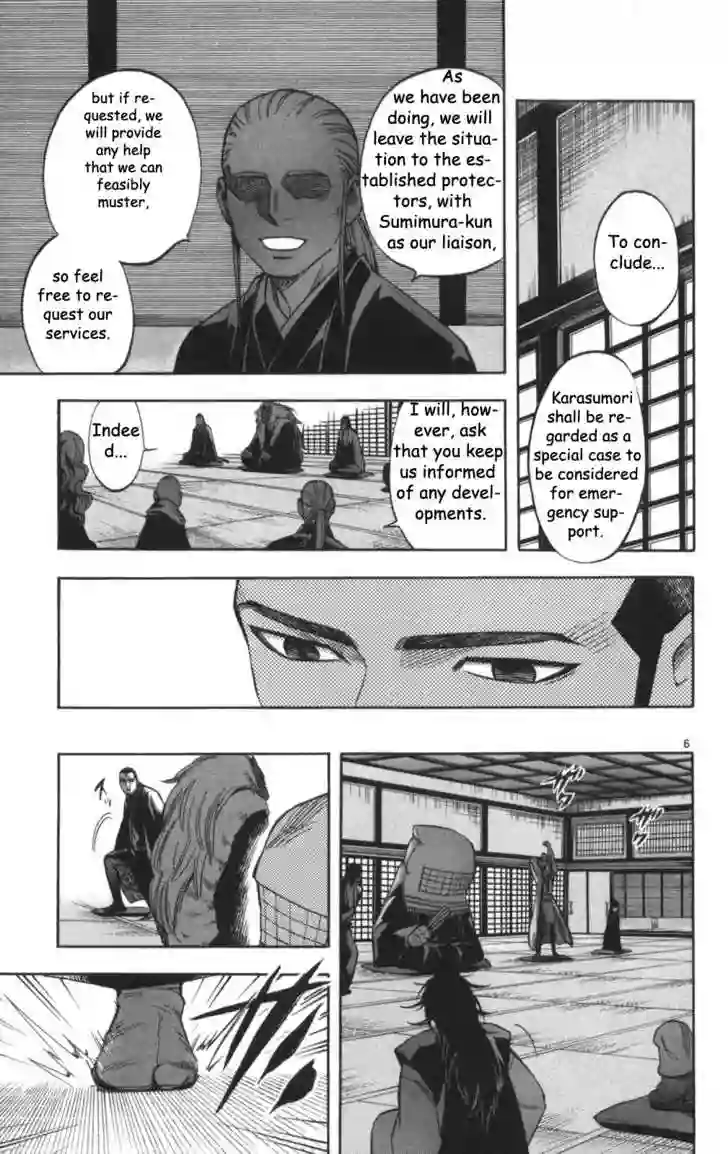 To con-
clude...
Karasumori
shall be re-
garded as a
special case to
be considered
for emer-
gency sup-
port.
As
we have been
doing, we will
leave the situa-
tion to the es-
tablished protec-
tors, with
Sumimura-kun
as our liaison,
but if re-
quested, we
will provide
any help
that we can
feasibly
muster,
so feel
free to re-
quest our
services.
I will, how-
ever, ask
that you keep
us informed
of any devel-
opments.
Indee
d...
6